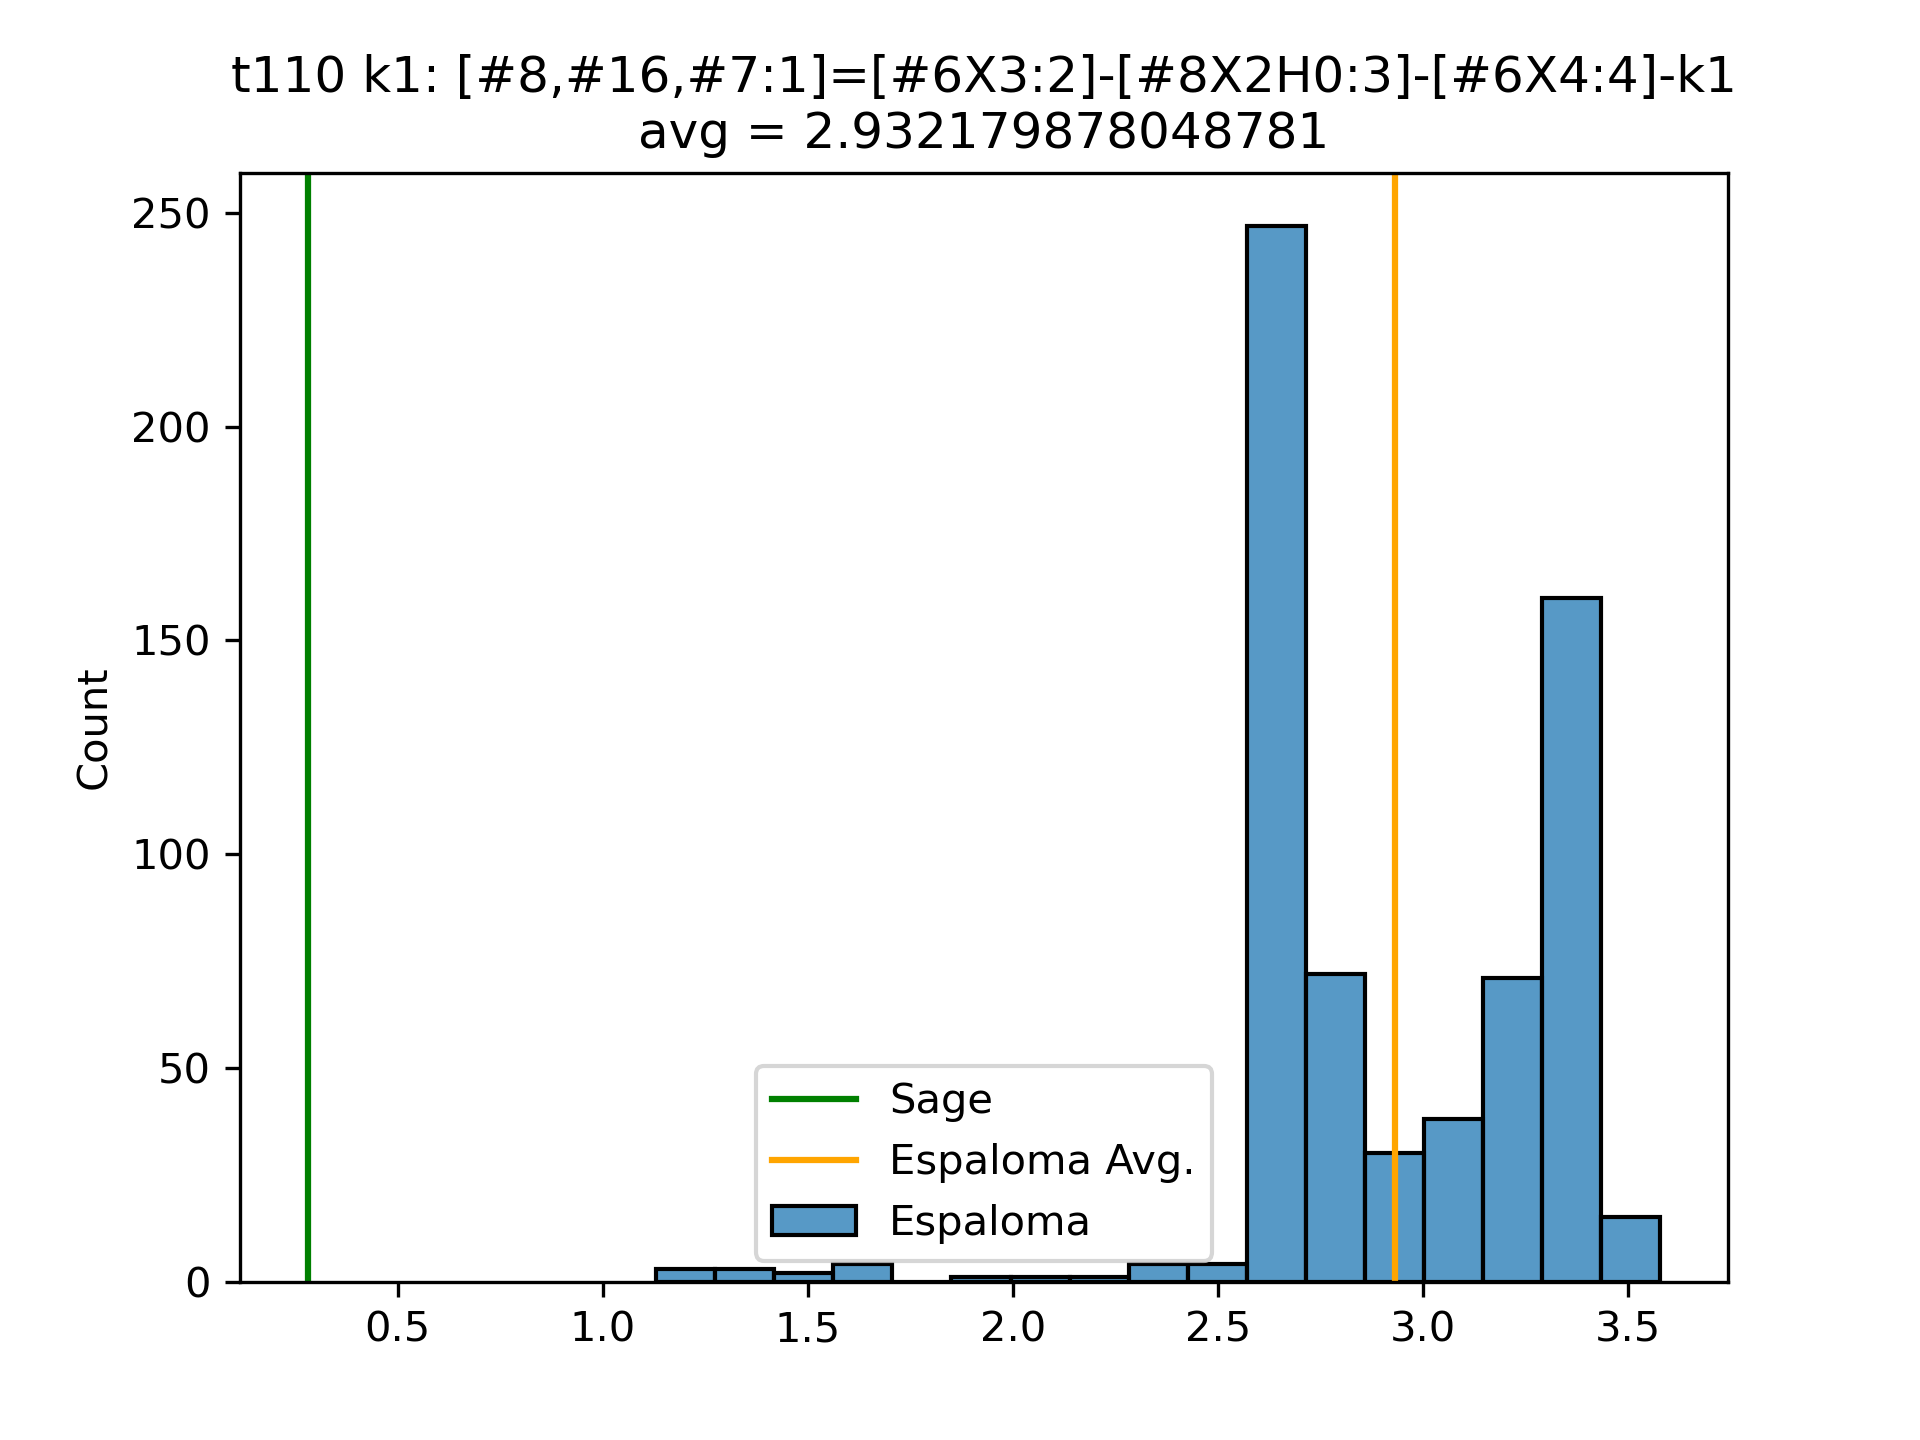 t110 k1: [#8,#16,#7:1]=[#6X3:2]-[#8X2H0:3]-[#6X4:4]-k1
avg = 2.932179878048781
250
200
150
100
50
0
Count
Sage
Espaloma Avg.
Espaloma
0.5 1.0 1.5 2.0 2.5 3.0 3.5